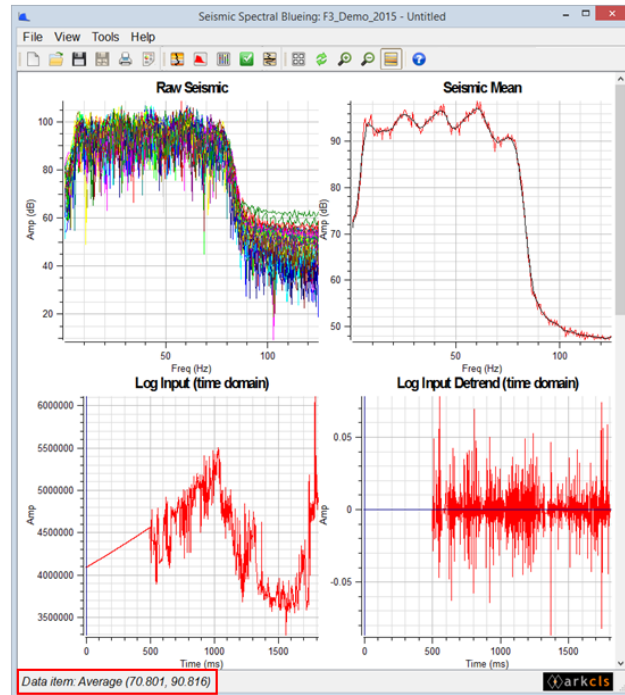 Seismic Spectral Blueing: F3_Demo_2015 - Untitled
File View Tools Help
Raw Seismic
Seismic Mean
100
80
60
40
20
Amp (dB)
50
100
Freq (Hz)
90
80
70
60
50
Amp (dB)
50
100
Freq (Hz)
Log Input (time domain)
Log Input Detrend (time domain)
6000000
5500000
5000000
4500000
4000000
3500000
Amp
0
500
1000
1500
Time (ms)
0.05
0
-0.05
Amp
0
500
1000
1500
Time (ms)
Data item: Average (70.801, 90.816)
arkcls